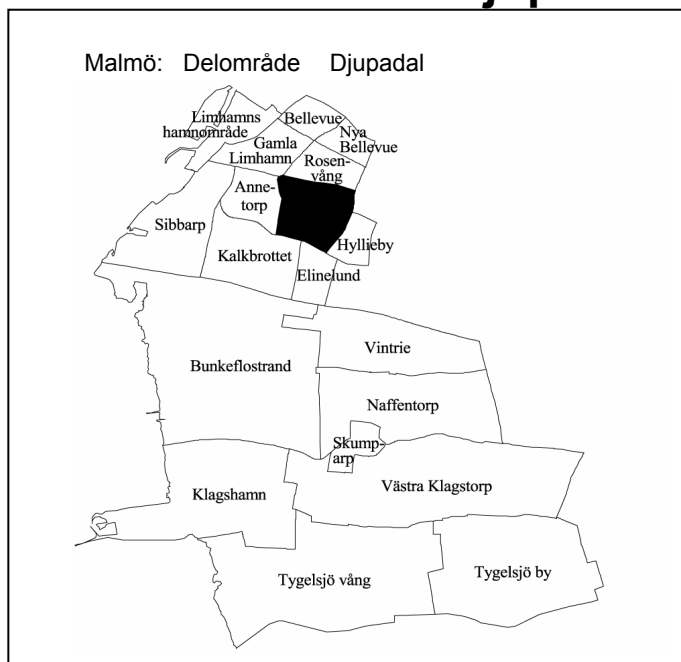 Malmö: Delområde Djupadal
Limhamns
hamnområde
Bellevue
Nya
Bellevue
Gamla
Limhamn
Rosen-
vång
Anne-
torp
Sibbarp
Hyllieby
Kalkbrottet
Elinelund
Vintrie
Bunkeflostrand
Naffentorp
Skump-
arp
Västra Klagstorp
Klagshamn
Tygelsjö vång
Tygelsjö by